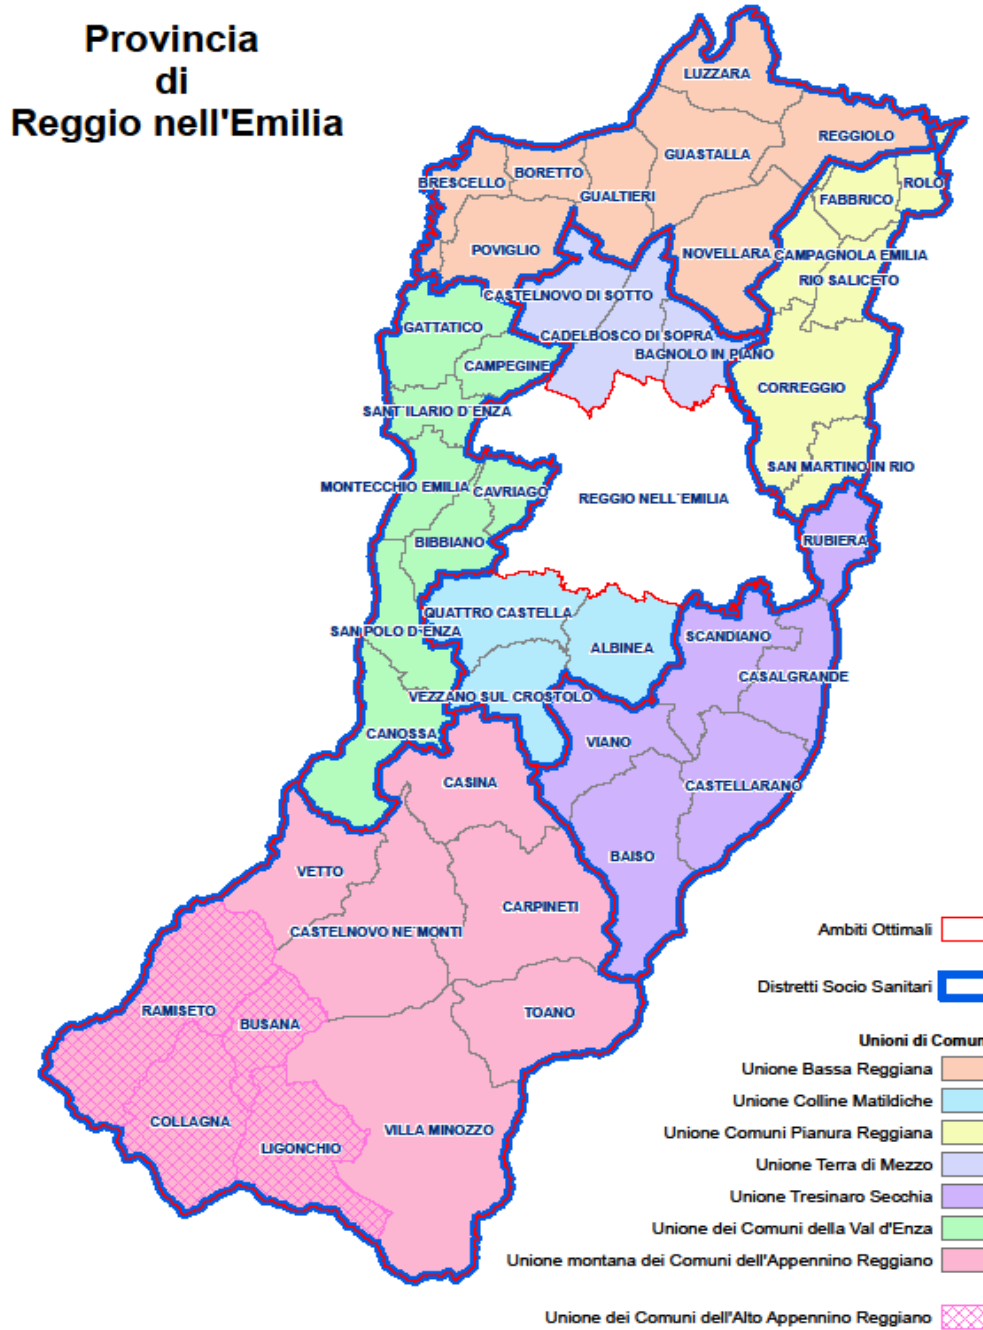 Provincia
di
Reggio nell'Emilia
LUZZARA
REGGIOLO
GUASTALLA
BORETTO
BRESCELLO
GUALTIERI
ROLO
FABBRICO
POVIGLIO
NOVELLARA
CAMPAGNOLA EMILIA
RIO SALICETO
CASTELNOVO DI SOTTO
GATTATICO
CADELBOSCO DI SOPRA
BAGNOLO IN PIANO
CAMPEGINE
CORREGGIO
SANT`ILARIO D`ENZA
SAN MARTINO IN RIO
MONTECCHIO EMILIA
CAVRIAGO
REGGIO NELL`EMILIA
BIBBIANO
RUBIERA
QUATTRO CASTELLA
SAN POLO D`ENZA
SCANDIANO
ALBINEA
CASALGRANDE
VEZZANO SUL CROSTOLO
CANOSSA
VIANO
CASINA
CASTELLARANO
BAISO
VETTO
CARPINETI
CASTELNOVO NE`MONTI
RAMISETO
TOANO
BUSANA
COLLAGNA
VILLA MINOZZO
LIGONCHIO
Ambiti Ottimali
Distretti Socio Sanitari
Unioni di Comun
Unione Bassa Reggiana
Unione Colline Matildiche
Unione Comuni Pianura Reggiana
Unione Terra di Mezzo
Unione Tresinaro Secchia
Unione dei Comuni della Val d'Enza
Unione montana dei Comuni dell'Appennino Reggiano
Unione dei Comuni dell'Alto Appennino Reggiano